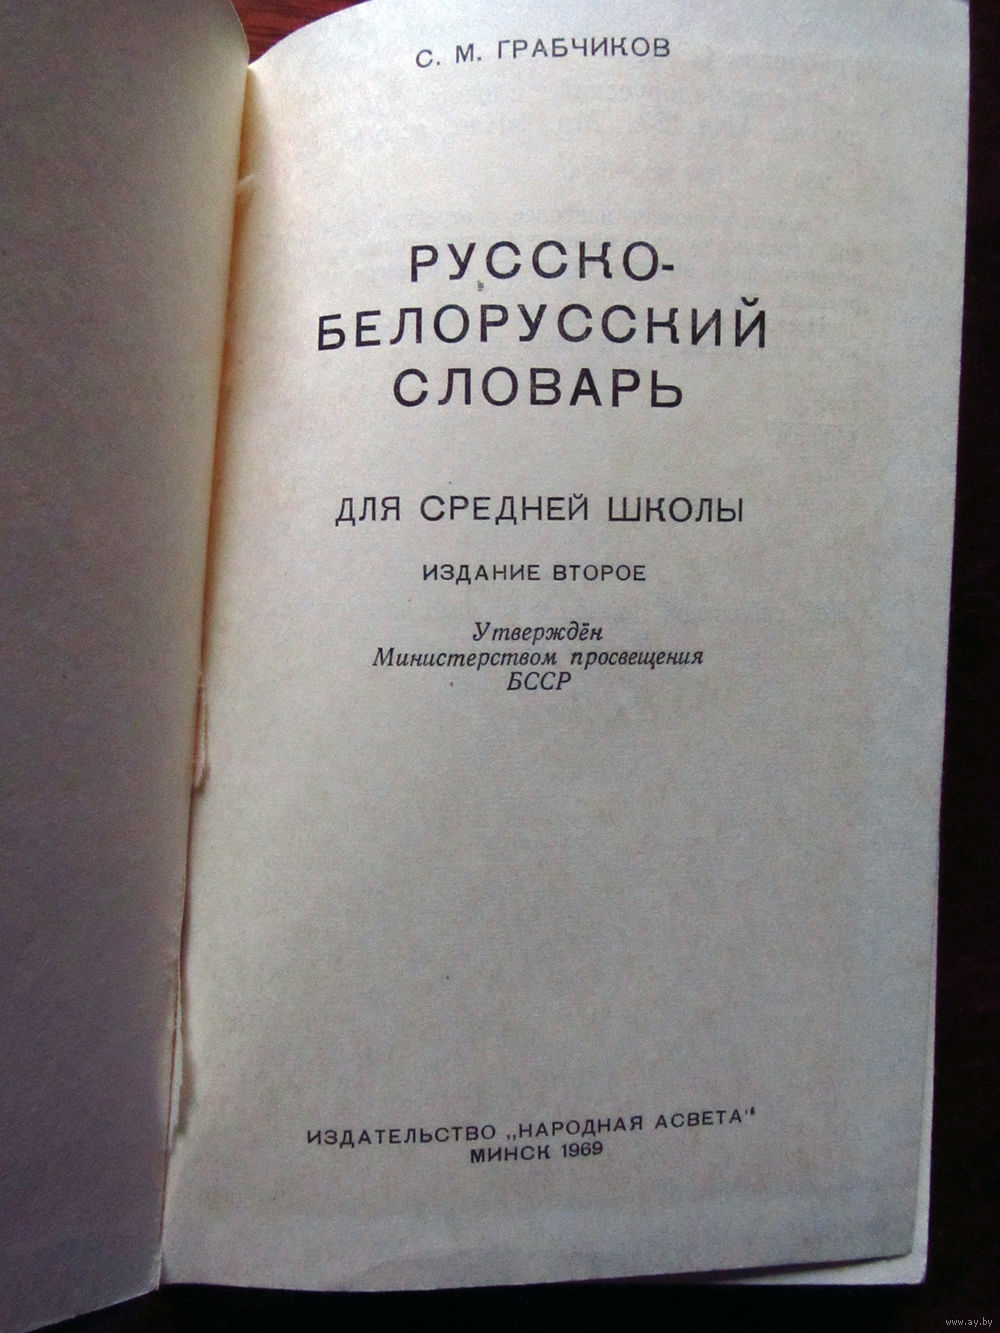 С. М. ГРАБЧИКОВ
РУССКО-
БЕЛОРУССКИЙ
СЛОВАРЬ
ДЛЯ СРЕДНЕЙ ШКОЛЫ
ИЗДАНИЕ ВТОРОЕ
Утверждён
Министерством просвещения
БССР
ИЗДАТЕЛЬСТВО „НАРОДНАЯ АСВЕТА“
МИНСК 1969
www.ay.by